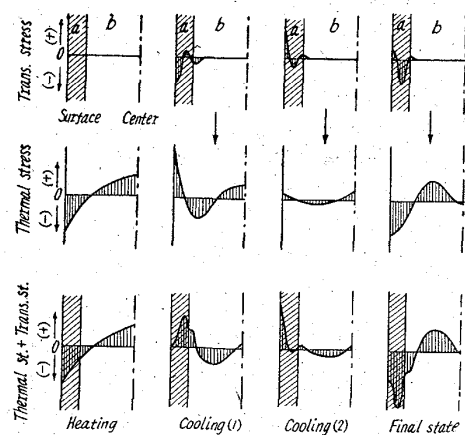 a b a b a b a b
Trans. stress
(+)
0
(−)
Surface Center
Thermal stress
(+)
0
(−)
Thermal st. + Trans. st.
(+)
0
(−)
Heating Cooling(1) Cooling(2) Final state